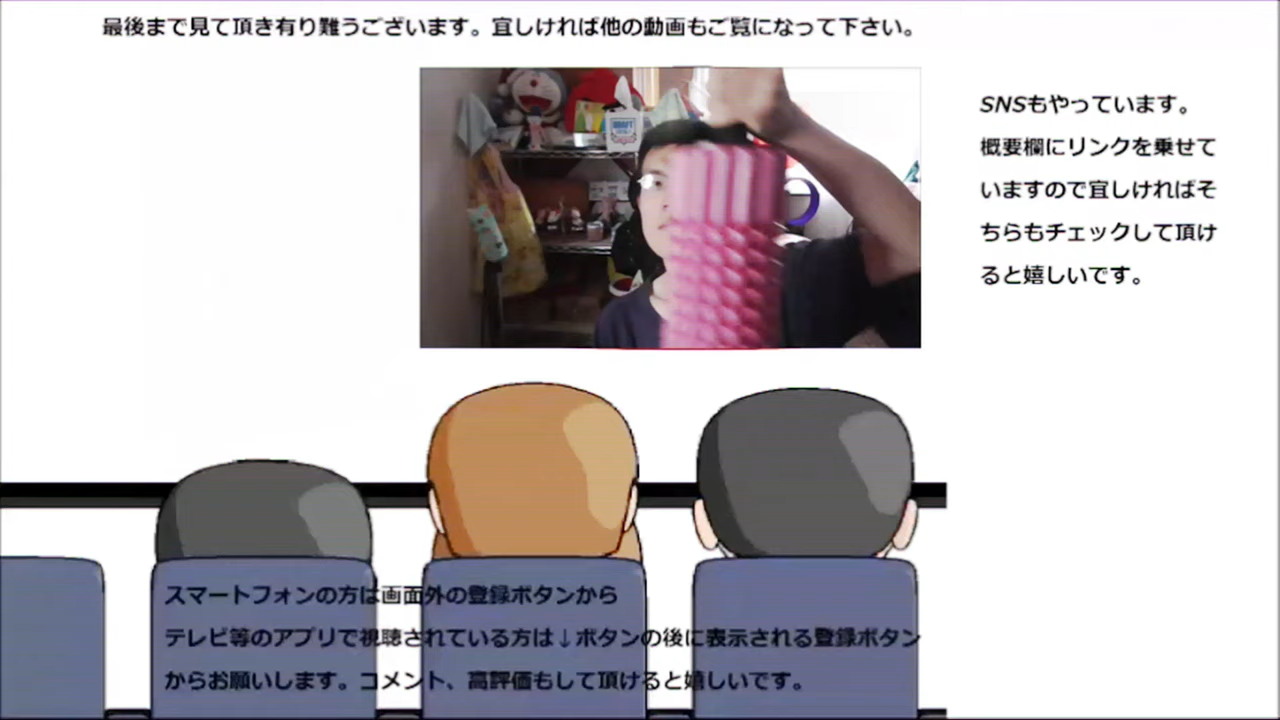 最後まで見て頂き有り難うございます。宜しければ他の動画もご覧になって下さい。
SNSもやっています。
概要欄にリンクを乗せて
いますので宜しければそ
ちらもチェックして頂け
ると嬉しいです。
スマートフォンの方は画面外の登録ボタンから
テレビ等のアプリで視聴されている方は↓ボタンの後に表示される登録ボタン
からお願いします。コメント、高評価もして頂けると嬉しいです。